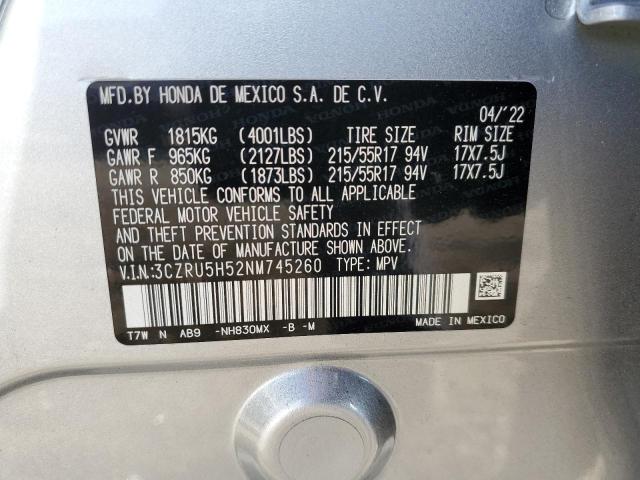 MFD.BY HONDA DE MEXICO S.A. DE C.V.
04/'22
GVWR 1815KG (4001LBS) TIRE SIZE RIM SIZE
GAWR F 965KG (2127LBS) 215/55R17 94V 17X7.5J
GAWR R 850KG (1873LBS) 215/55R17 94V 17X7.5J
THIS VEHICLE CONFORMS TO ALL APPLICABLE
FEDERAL MOTOR VEHICLE SAFETY
AND THEFT PREVENTION STANDARDS IN
EFFECT ON THE DATE OF MANUFACTURE SHOWN ABOVE.
V.I.N:3CZRU5H52NM745260 TYPE: MPV
T7W N AB9 -NH830MX -B -M
MADE IN MEXICO